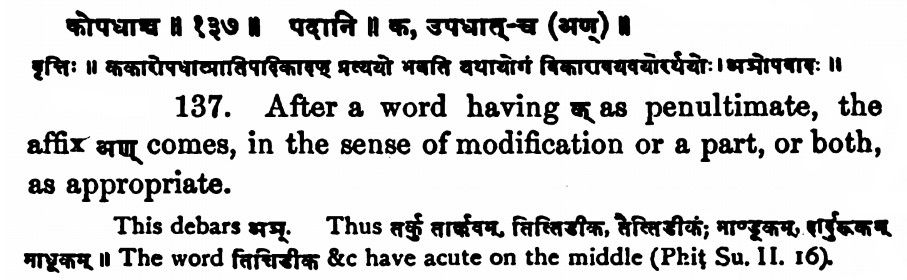 कोपधाच्च ॥ १३७ ॥ पदानि ॥ क, उपधात्-च (अण्) ॥
वृत्तिः ॥ ककारोपधात्प्रातिपदिकादण् प्रत्ययो भवति यथायोगं विकारावयवयोरर्थयोः । अञोपवादः ॥
137. After a word having क् as penultimate, the
affix अण् comes, in the sense of modification or a part, or both,
as appropriate.
This debars अञ्. Thus तर्कु तार्कवम्, तित्तिडीक, तैत्तिडीकं; माण्डूकम्, दार्दुरूकम्
माधूकम् ॥ The word तित्तिडीक &c have acute on the middle (Phiṭ Su. II. 16).